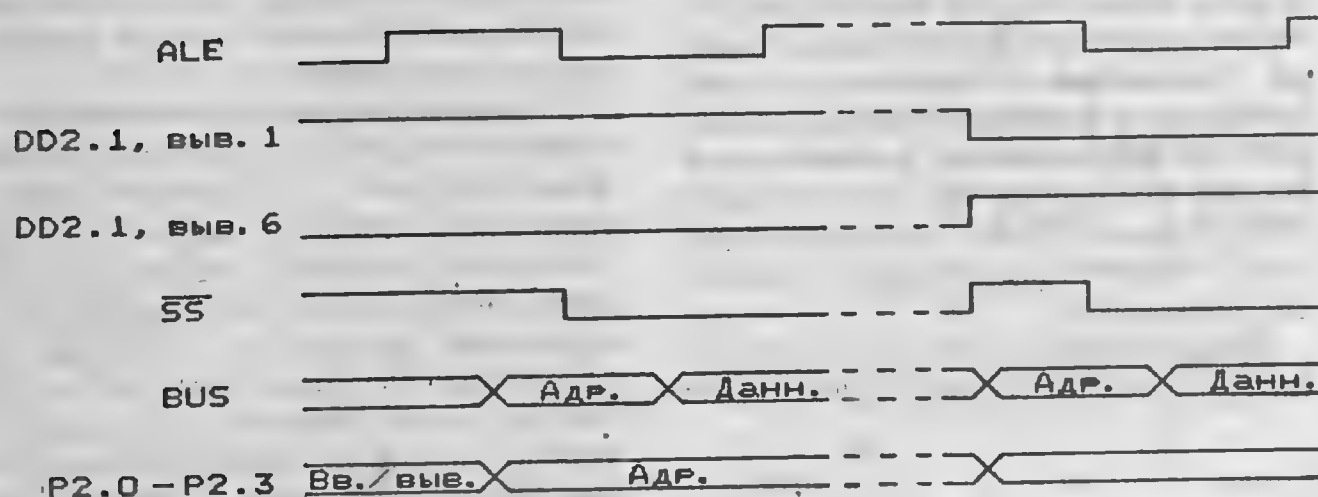 ALE
DD2.1, выв. 1
DD2.1, выв. 6
SS
BUS Адр. Данн. Адр. Данн.
P2.0-P2.3 Вв./выв. Адр.